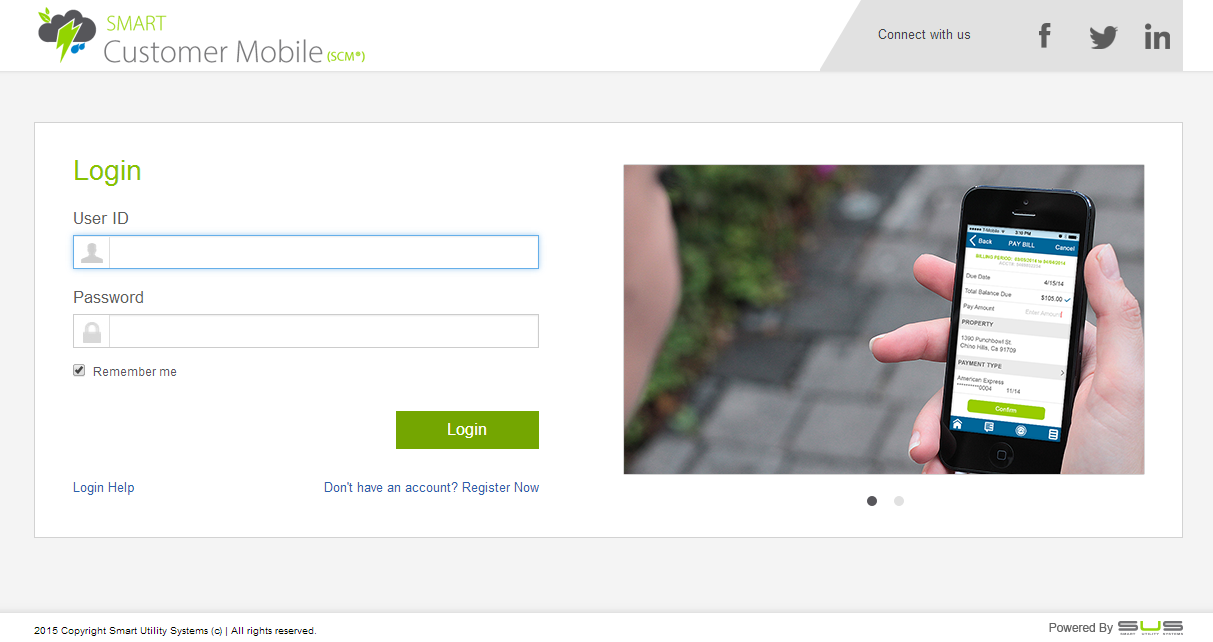 SMART
Customer Mobile (SCM®)
Connect with us
Login
User ID
Password
Remember me
Login
Login Help
Don't have an account? Register Now
3:10 PM
Back
PAY BILL
Cancel
Due Date
4/15/14
Total Balance Due
$105.00
Pay Amount
Enter Amount
PROPERTY
1390 Punchbowl St.
Chino Hills, Ca 91709
PAYMENT TYPE
American Express
*********0004
11/14
Confirm
2015 Copyright Smart Utility Systems (c) | All rights reserved.
Powered By SUS
SMART UTILITY SYSTEMS